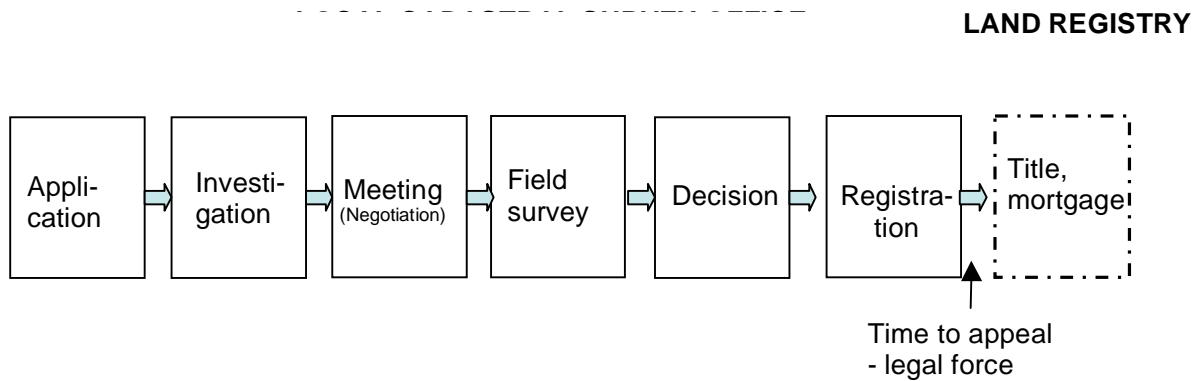 LAND REGISTRY
Appli-
cation
Investi-
gation
Meeting
(Negotiation)
Field
survey
Decision
Registra-
tion
Title,
mortgage
Time to appeal
- legal force